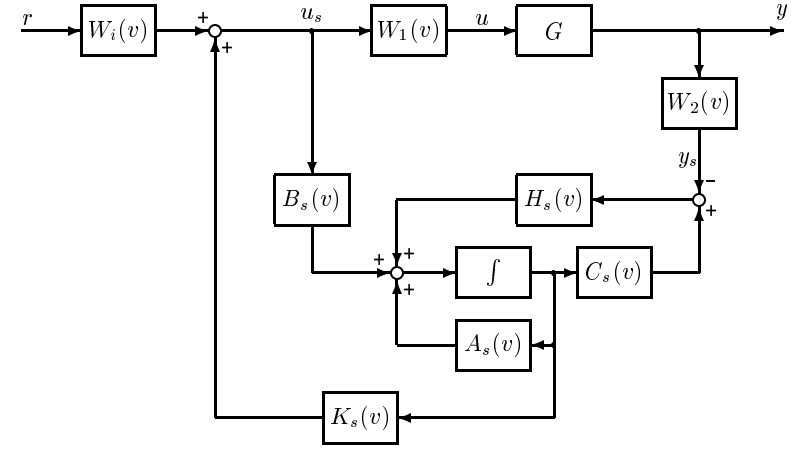 r
W_i(v)
+
+
u_s
W_1(v)
u
G
y
W_2(v)
y_s
−
+
B_s(v)
H_s(v)
+
+
+
∫
C_s(v)
A_s(v)
K_s(v)